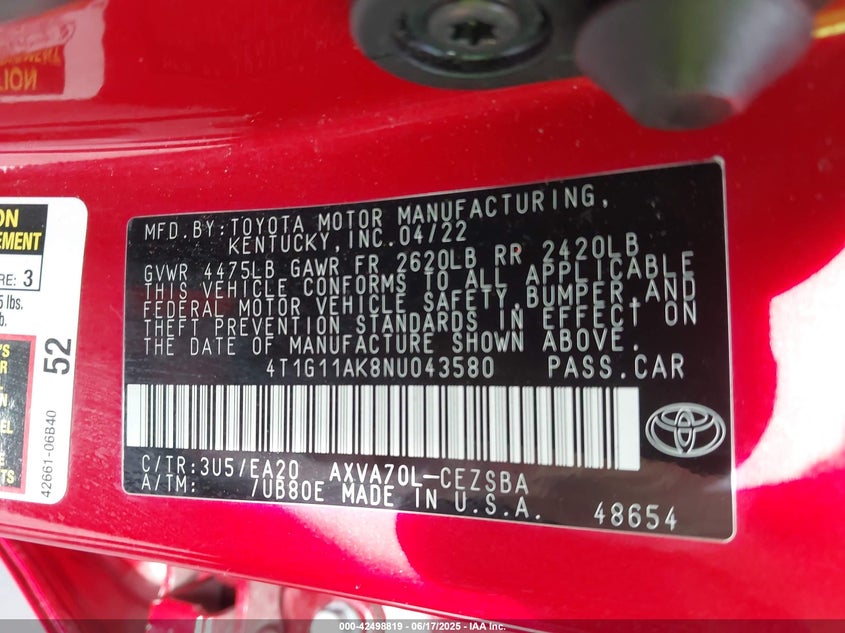 MFD.BY:TOYOTA MOTOR MANUFACTURING,
KENTUCKY,INC.04/22
GVWR 4475LB GAWR FR 2620LB RR 2420LB
THIS VEHICLE CONFORMS TO ALL APPLICABLE
FEDERAL MOTOR VEHICLE SAFETY,BUMPER,AND
THEFT PREVENTION STANDARDS IN EFFECT ON
THE DATE OF MANUFACTURE SHOWN ABOVE.
4T1G11AK8NU043580 PASS.CAR
C/TR:3U5/EA20 AXVA70L-CEZSBA
A/TM: 7UB80E MADE IN U.S.A.
48654
3
lbs.
52
42661-06B40
000-42498819 - 06/17/2025 - IAA Inc.